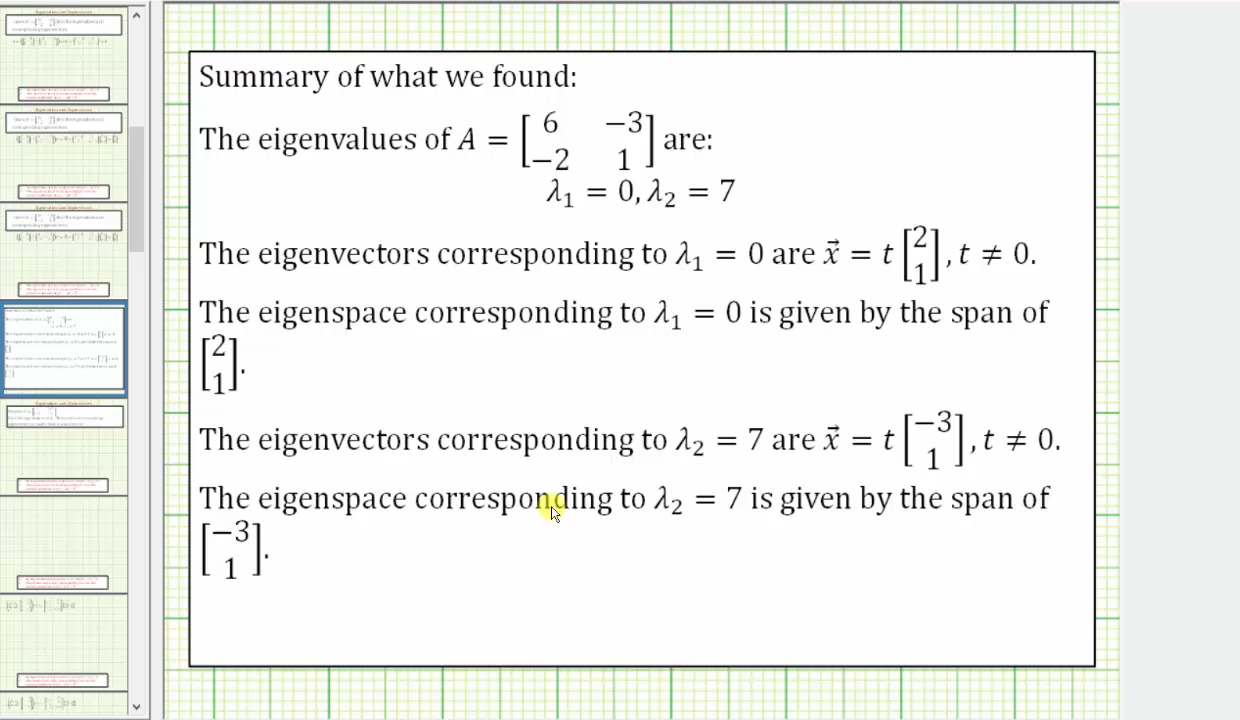 Summary of what we found:
The eigenvalues of A = [6 −3
−2 1] are:
λ₁ = 0, λ₂ = 7
The eigenvectors corresponding to λ₁ = 0 are x⃗ = t [2
1], t ≠ 0.
The eigenspace corresponding to λ₁ = 0 is given by the span of
[2
1].
The eigenvectors corresponding to λ₂ = 7 are x⃗ = t [−3
1], t ≠ 0.
The eigenspace corresponding to λ₂ = 7 is given by the span of
[−3
1].